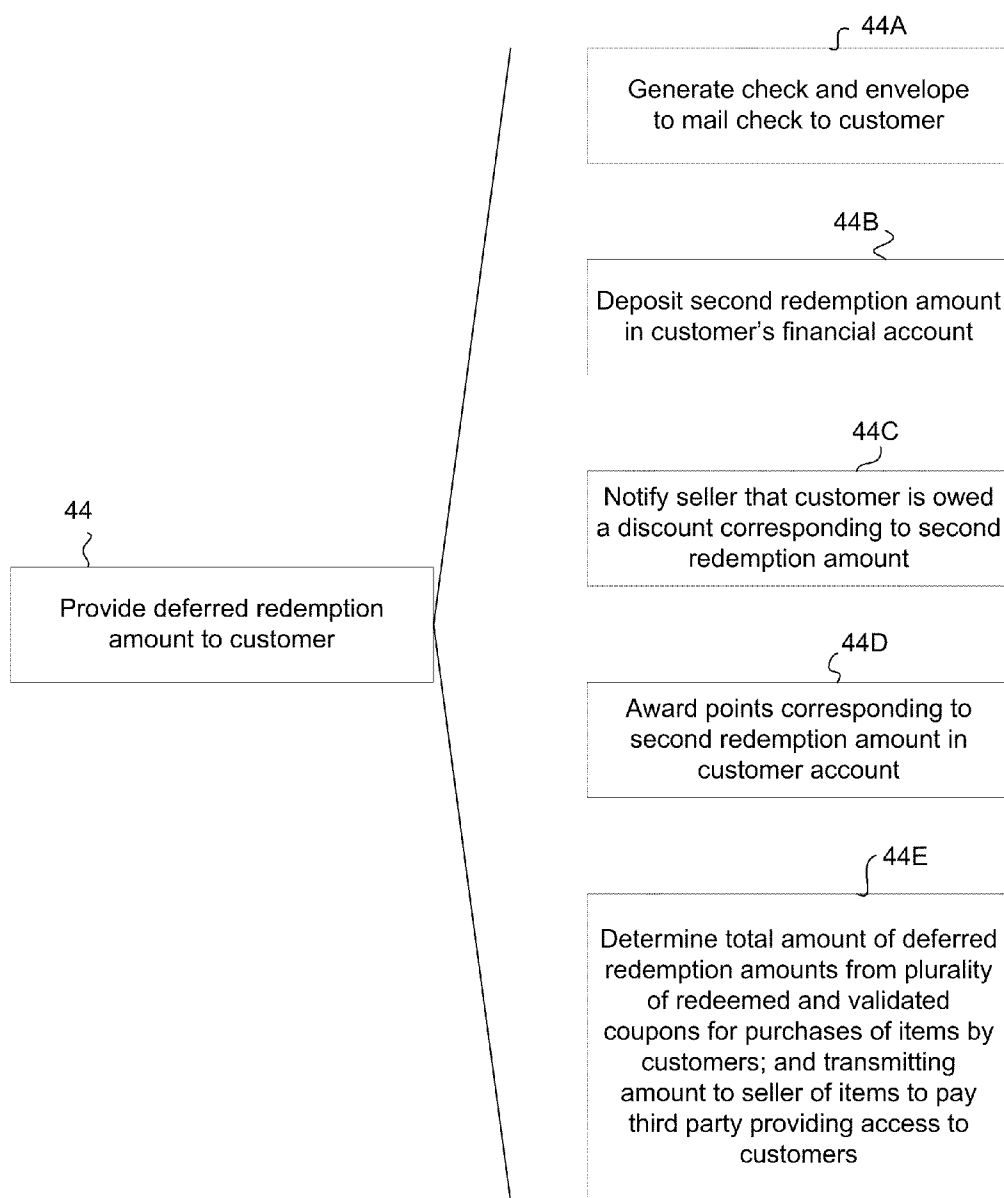 44A
Generate check and envelope
to mail check to customer
44B
Deposit second redemption amount
in customer's financial account
44C
Notify seller that customer is owed
a discount corresponding to second
redemption amount
44
Provide deferred redemption
amount to customer
44D
Award points corresponding to
second redemption amount in
customer account
44E
Determine total amount of deferred
redemption amounts from plurality
of redeemed and validated
coupons for purchases of items by
customers; and transmitting
amount to seller of items to pay
third party providing access to
customers